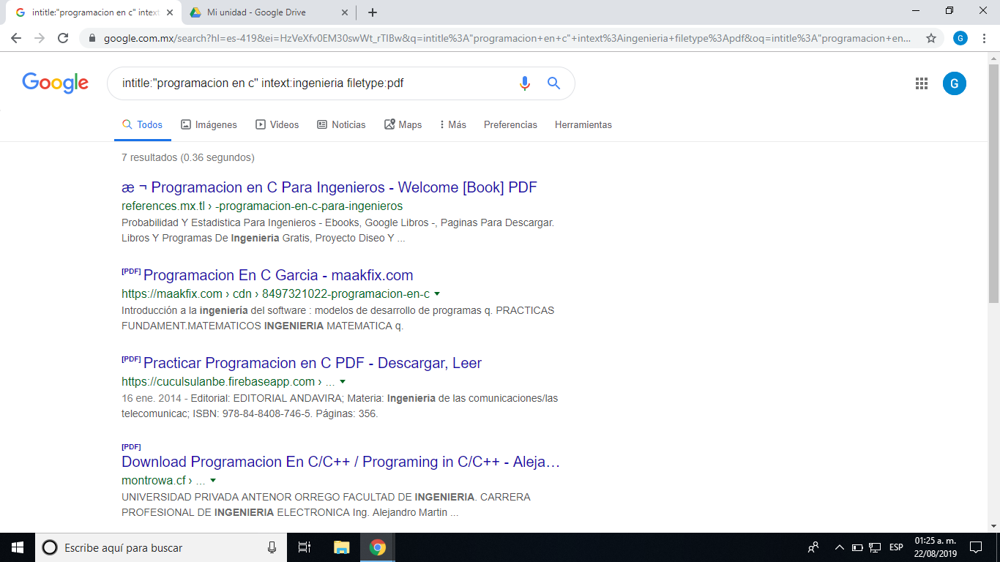 intitle:"programacion en c" intext
Mi unidad - Google Drive
google.com.mx/search?hl=es-419&ei=HzVeXfv0EM30swWt_rTIBw&q=intitle%3A"programacion+en+c"+intext%3Aingenieria+filetype%3Apdf&oq=intitle%3A"programacion+en...
G
Google
intitle:"programacion en c" intext:ingenieria filetype:pdf
G
Todos
Imágenes
Videos
Noticias
Maps
Más
Preferencias
Herramientas
7 resultados (0.36 segundos)
æ ¬ Programacion en C Para Ingenieros - Welcome [Book] PDF
references.mx.tl › -programacion-en-c-para-ingenieros
Probabilidad Y Estadistica Para Ingenieros - Ebooks, Google Libros -, Paginas Para Descargar.
Libros Y Programas De Ingenieria Gratis, Proyecto Diseo Y ...
[PDF] Programacion En C Garcia - maakfix.com
https://maakfix.com › cdn › 8497321022-programacion-en-c
Introducción a la ingeniería del software : modelos de desarrollo de programas q. PRACTICAS
FUNDAMENT.MATEMATICOS INGENIERIA MATEMATICA q.
[PDF] Practicar Programacion en C PDF - Descargar, Leer
https://cuculsulanbe.firebaseapp.com › ...
16 ene. 2014 - Editorial: EDITORIAL ANDAVIRA; Materia: Ingenieria de las comunicaciones/las
telecomunicac; ISBN: 978-84-8408-746-5. Páginas: 356.
[PDF]
Download Programacion En C/C++ / Programing in C/C++ - Aleja…
montrowa.cf › ...
UNIVERSIDAD PRIVADA ANTENOR ORREGO FACULTAD DE INGENIERIA. CARRERA
PROFESIONAL DE INGENIERIA ELECTRONICA Ing. Alejandro Martin ...
Escribe aquí para buscar
ESP
01:25 a. m.
22/08/2019